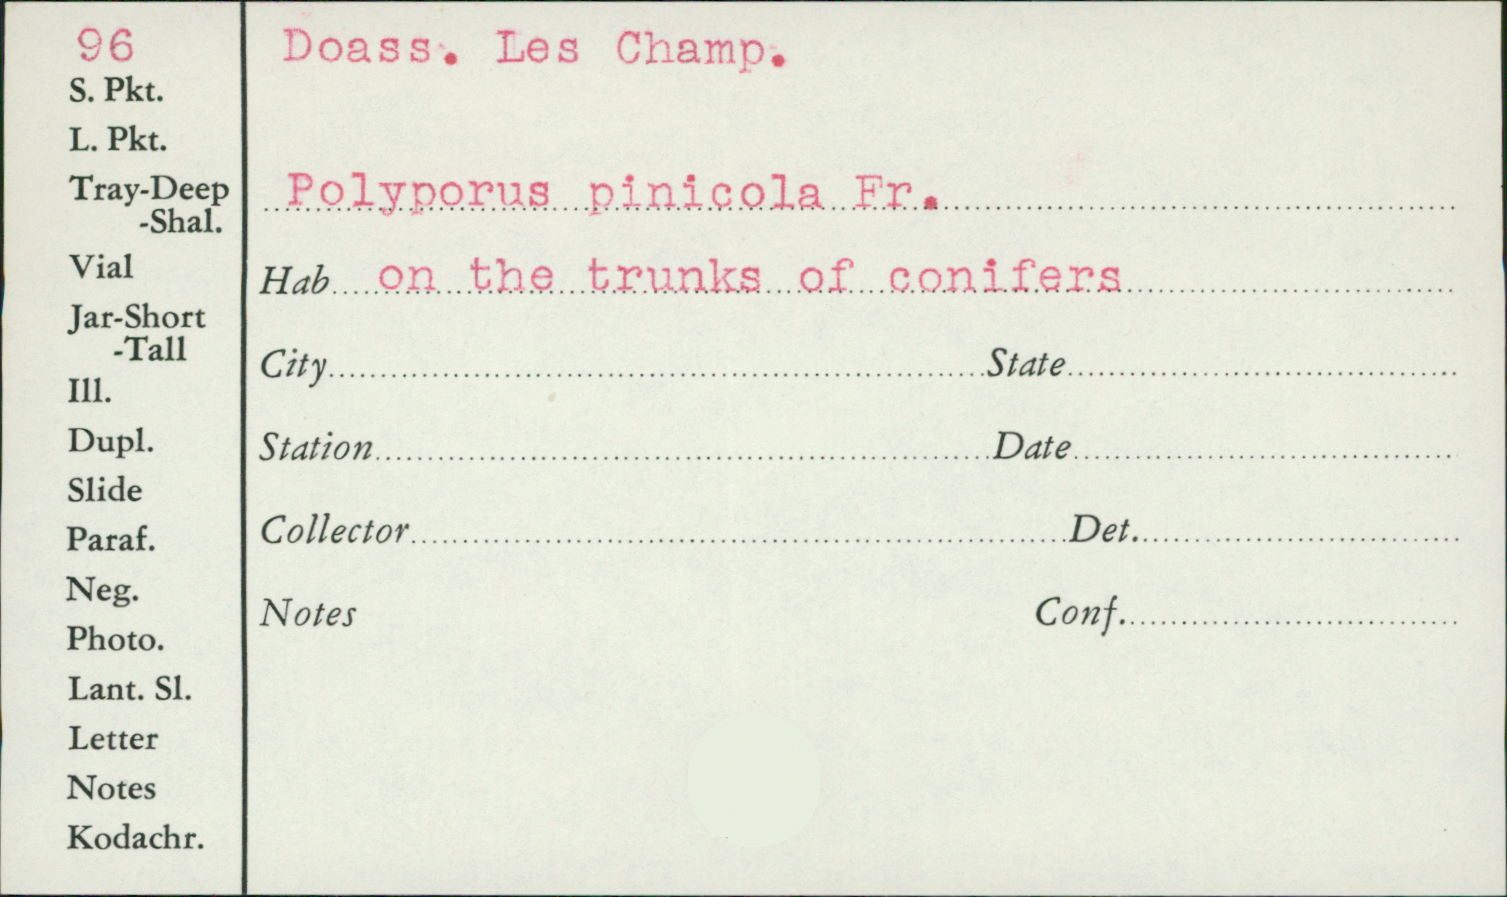 96
S. Pkt.
L. Pkt.
Tray-Deep
-Shal.
Vial
Jar-Short
-Tall
Ill.
Dupl.
Slide
Paraf.
Neg.
Photo.
Lant. Sl.
Letter
Notes
Kodachr.
Doass. Les Champ.
Polyporus pinicola Fr.
Hab on the trunks of conifers
City State
Station Date
Collector Det.
Notes Conf.